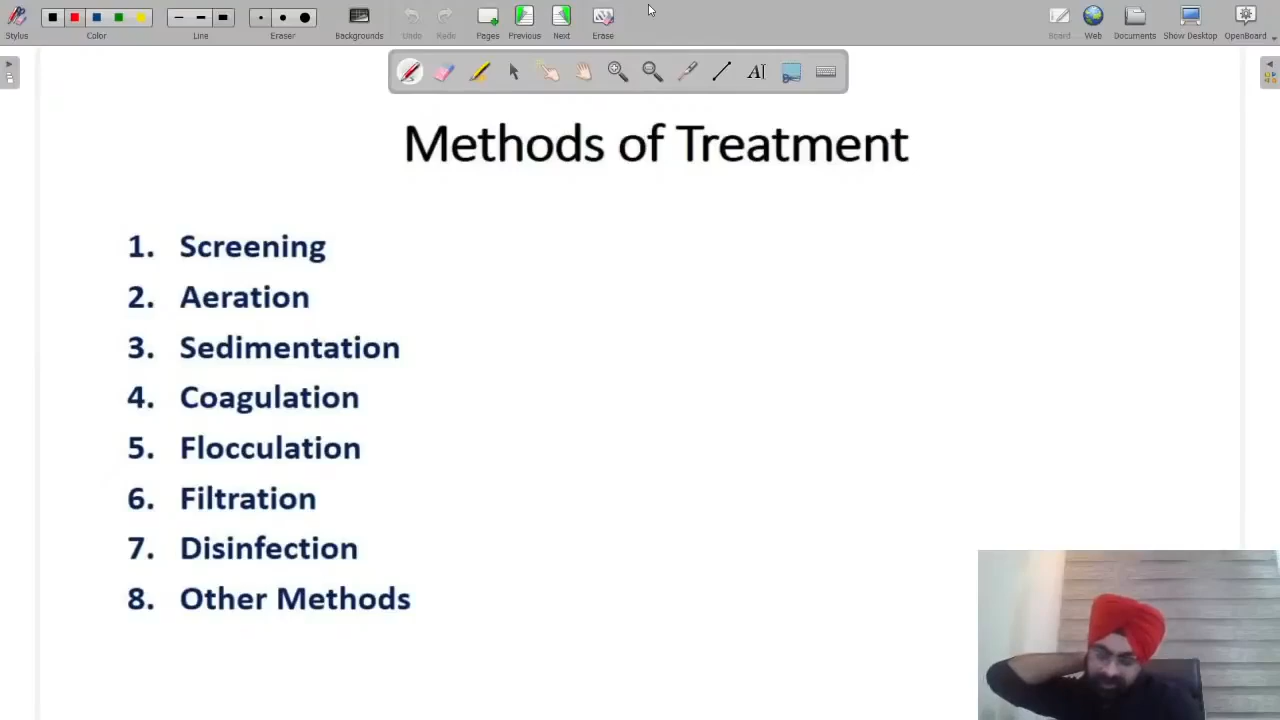 Stylus
Color
Line
Eraser
Backgrounds
Undo
Redo
Pages
Previous
Next
Erase
Board
Web
Documents
Show Desktop
OpenBoard
Methods of Treatment
1. Screening
2. Aeration
3. Sedimentation
4. Coagulation
5. Flocculation
6. Filtration
7. Disinfection
8. Other Methods